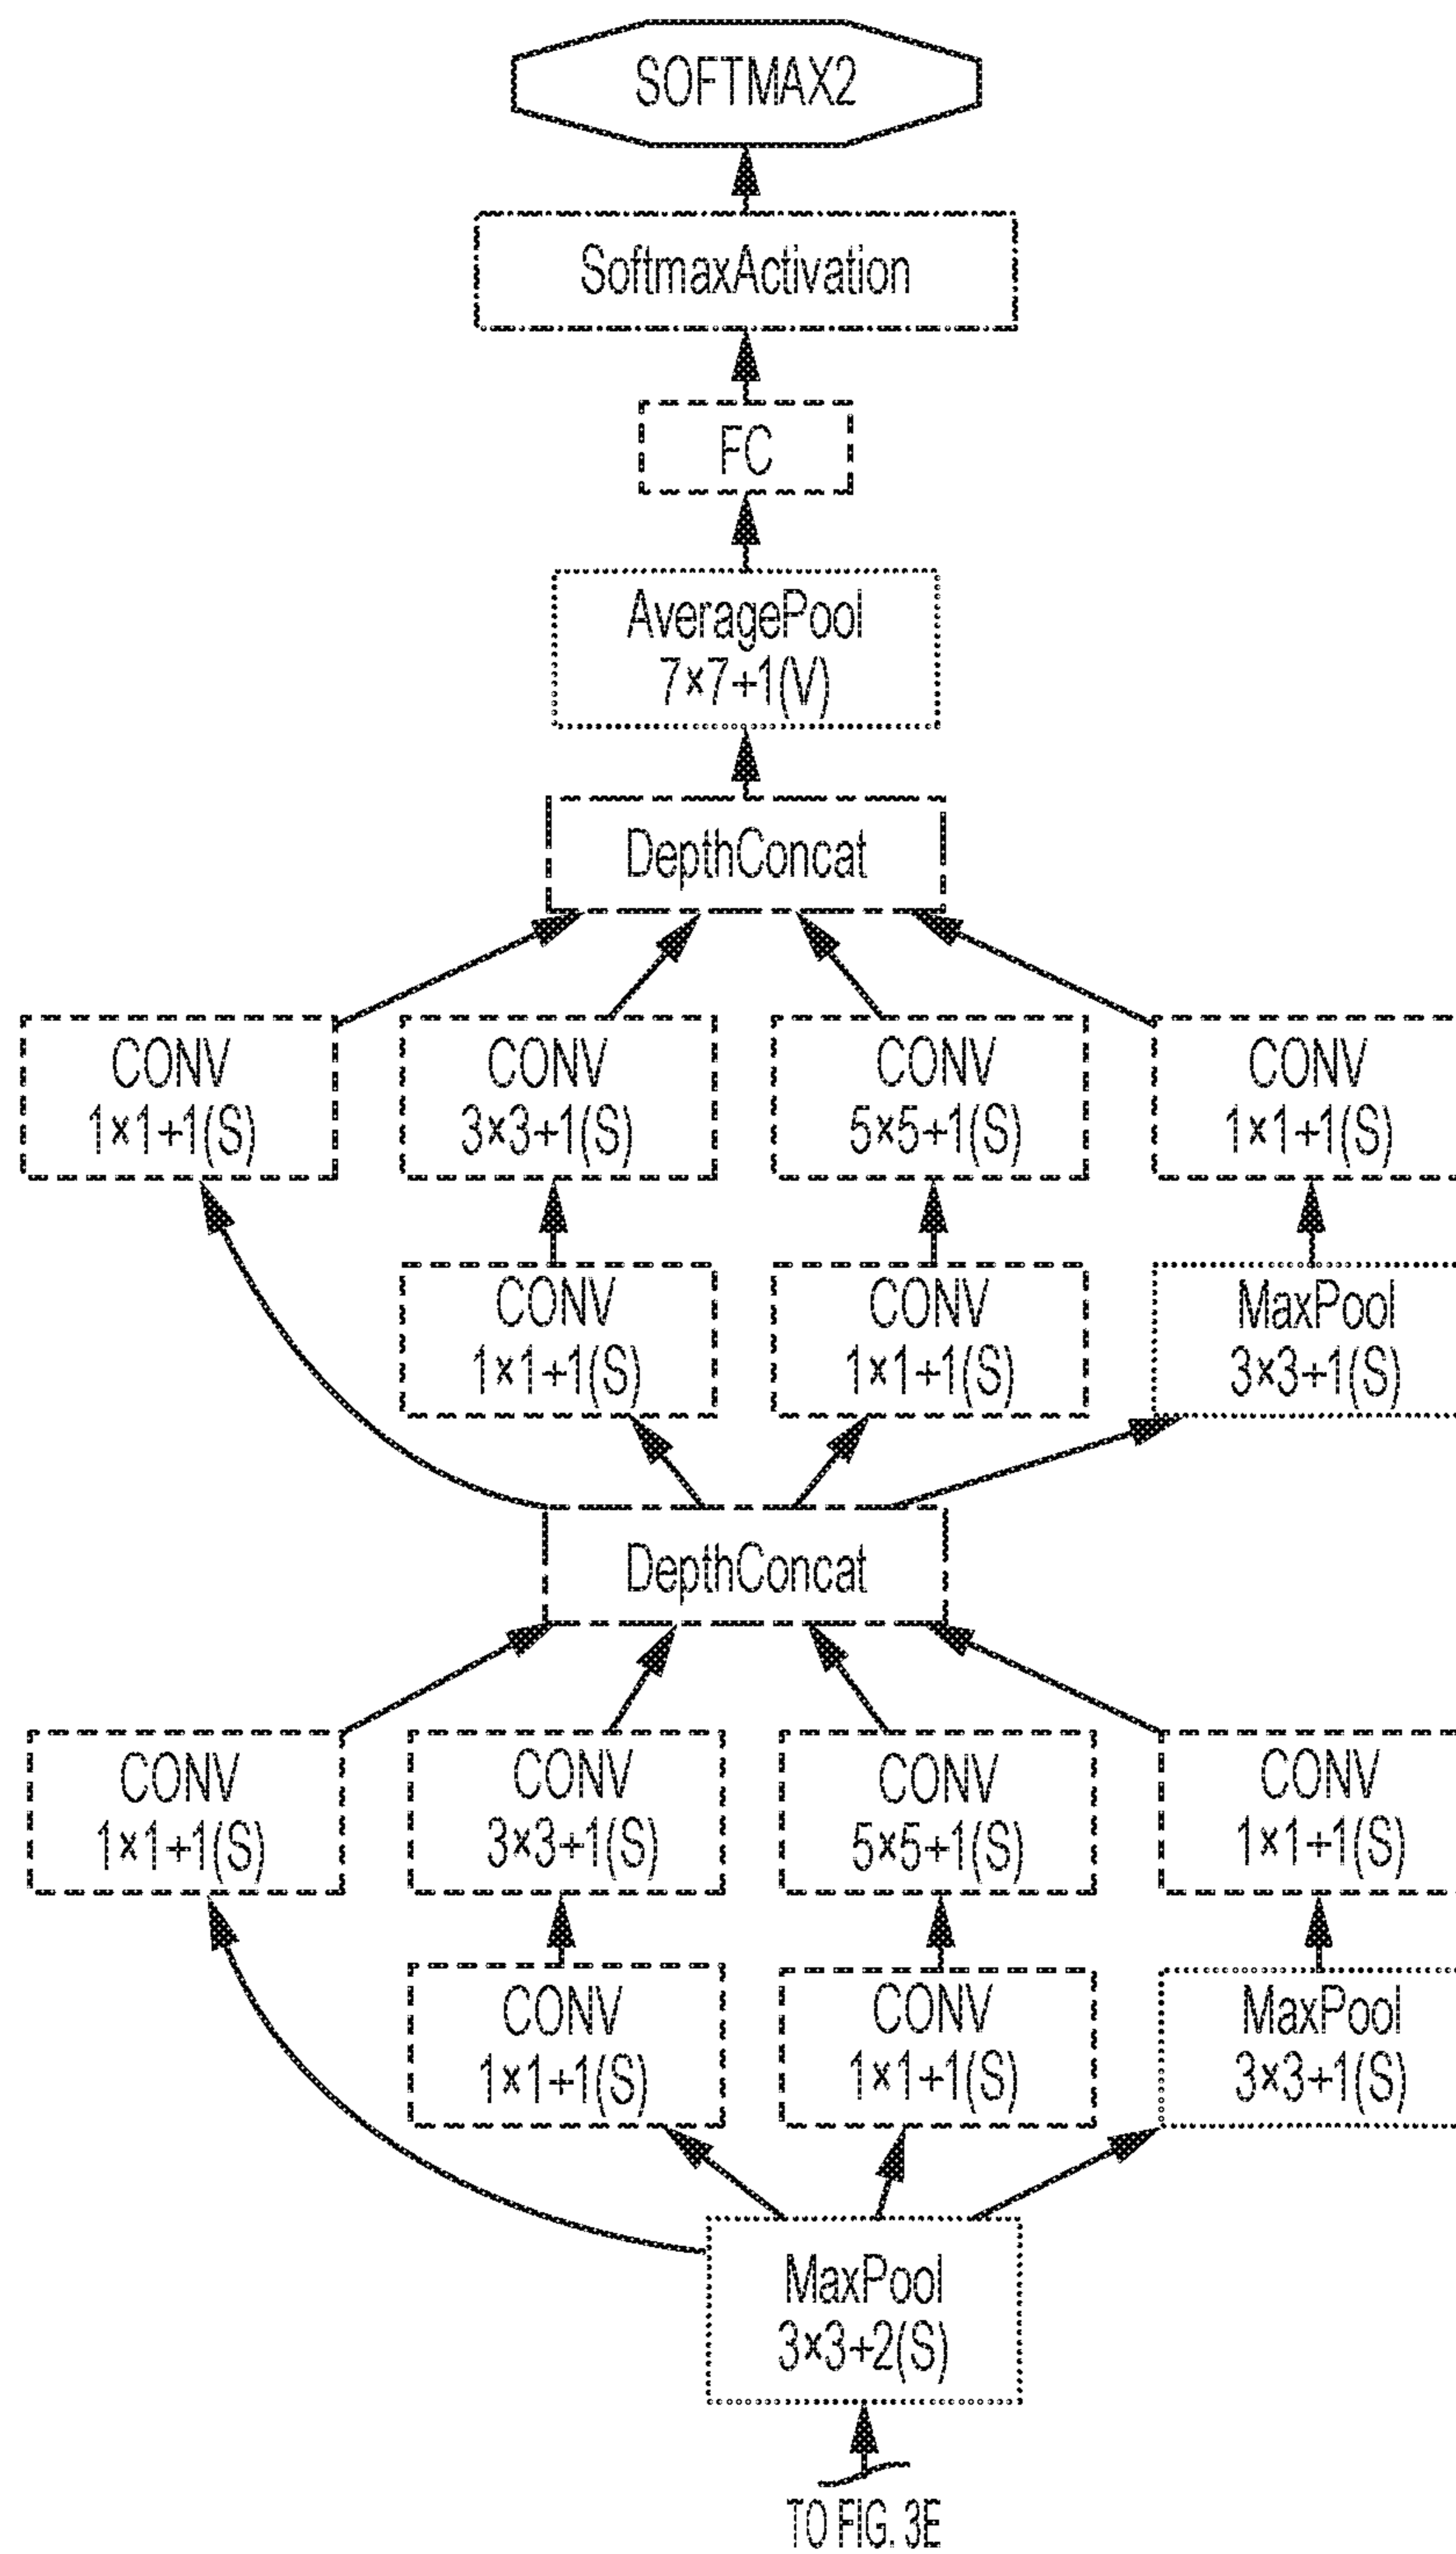 SOFTMAX2
SoftmaxActivation
FC
AveragePool
7×7+1(V)
DepthConcat
CONV
1×1+1(S)
CONV
3×3+1(S)
CONV
5×5+1(S)
CONV
1×1+1(S)
CONV
1×1+1(S)
CONV
1×1+1(S)
MaxPool
3×3+1(S)
DepthConcat
CONV
1×1+1(S)
CONV
3×3+1(S)
CONV
5×5+1(S)
CONV
1×1+1(S)
CONV
1×1+1(S)
CONV
1×1+1(S)
MaxPool
3×3+1(S)
MaxPool
3×3+2(S)
TO FIG. 3E